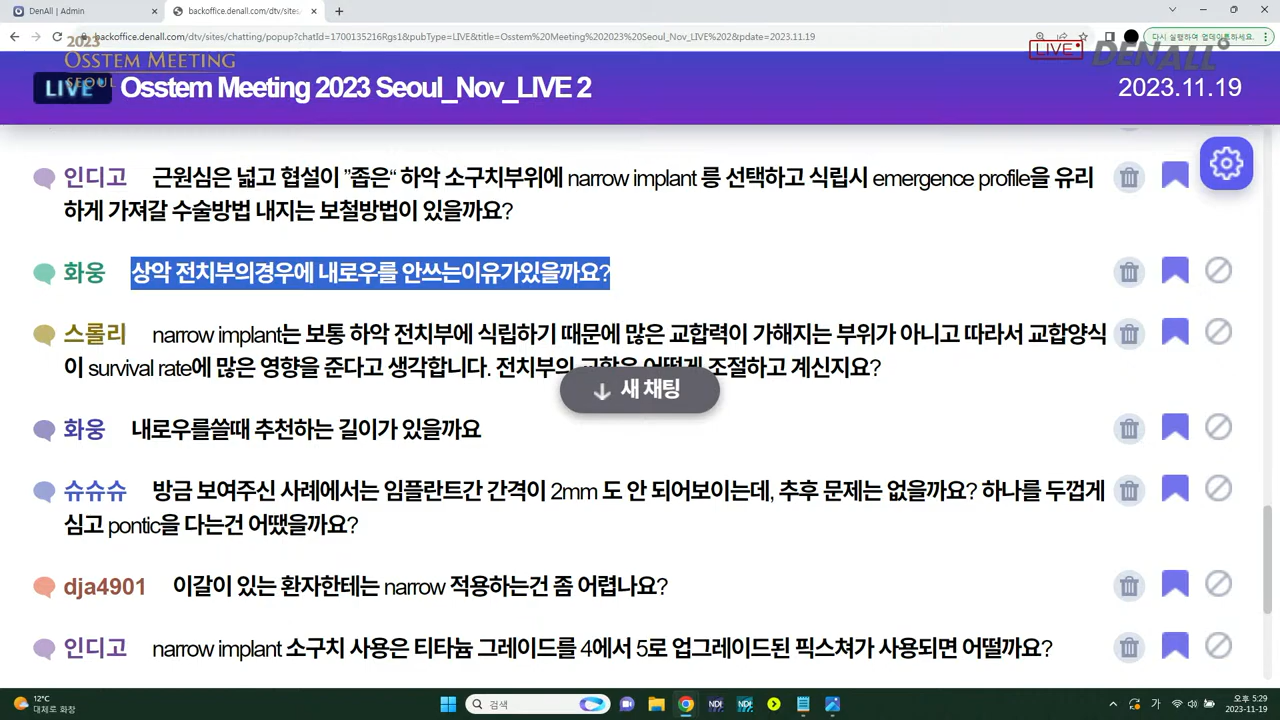 DenAll | Admin
backoffice.denall.com/dtv/sites
backoffice.denall.com/dtv/sites/chatting/popup?chatId=1700135216Rgs1&pubType=LIVE&title=Osstem%20Meeting%202023%20Seoul_Nov_LIVE%202&pdate=2023.11.19
다시 실행하여 업데이트하세요.
2023
OSSTEM MEETING
SEOUL
LIVE
DENALL
LIVE
Osstem Meeting 2023 Seoul_Nov_LIVE 2
2023.11.19
인디고 근원심은 넓고 협설이 ”좁은“ 하악 소구치부위에 narrow implant 릉 선택하고 식립시 emergence profile을 유리
하게 가져갈 수술방법 내지는 보철방법이 있을까요?
화웅 상악 전치부의경우에 내로우를 안쓰는이유가있을까요?
스롤리 narrow implant는 보통 하악 전치부에 식립하기 때문에 많은 교합력이 가해지는 부위가 아니고 따라서 교합양식
이 survival rate에 많은 영향을 준다고 생각합니다. 전치부의 교합은 어떻게 조절하고 계신지요?
새 채팅
화웅 내로우를쓸때 추천하는 길이가 있을까요
슈슈슈 방금 보여주신 사례에서는 임플란트간 간격이 2mm 도 안 되어보이는데, 추후 문제는 없을까요? 하나를 두껍게
심고 pontic을 다는건 어땠을까요?
dja4901 이갈이 있는 환자한테는 narrow 적용하는건 좀 어렵나요?
인디고 narrow implant 소구치 사용은 티타늄 그레이드를 4에서 5로 업그레이드된 픽스쳐가 사용되면 어떨까요?
12°C
대체로 화창
검색
NDI
NDI
가
오후 5:29
2023-11-19